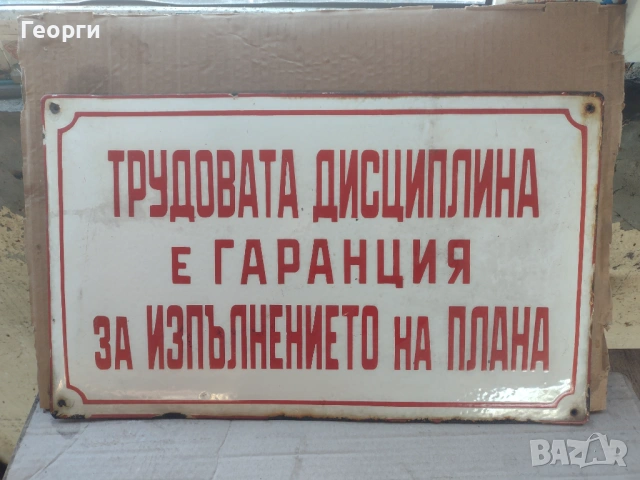 Георги
ТРУДОВАТА ДИСЦИПЛИНА
Е ГАРАНЦИЯ
ЗА ИЗПЪЛНЕНИЕТО НА ПЛАНА
BAZAR